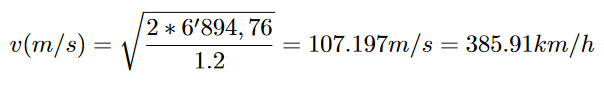 v(m/s) = √(2 * 6′894,76 / 1.2) = 107.197m/s = 385.91km/h